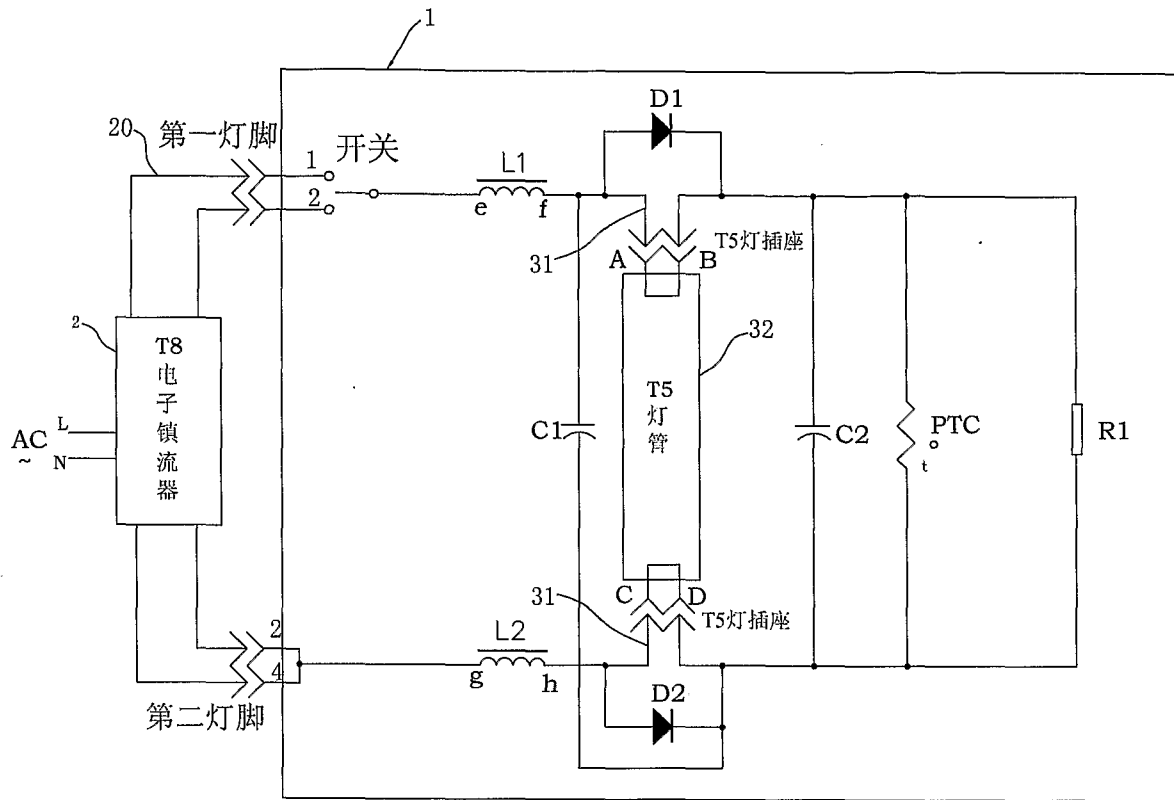 1
D1
20
第一灯脚
1
开关
2
L1
e
f
31
A
B
T5灯插座
2
T8
电
子
镇
流
器
32
T5
灯
管
AC
~
L
N
C1
C2
PTC
t
R1
31
C
D
T5灯插座
2
4
L2
g
h
第二灯脚
D2